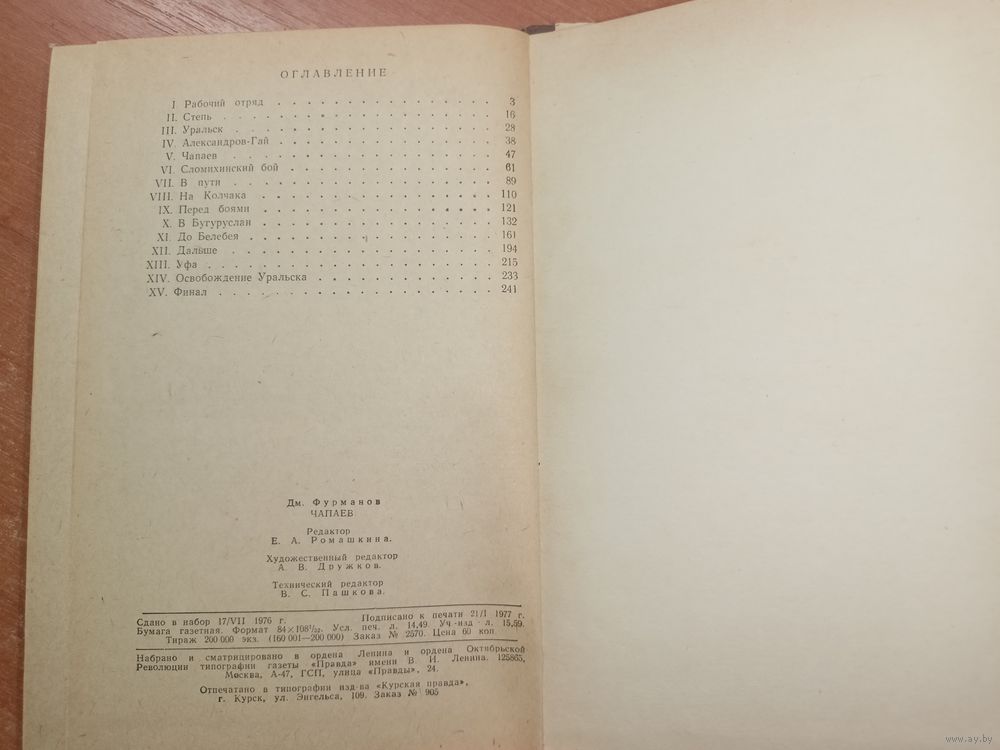 ОГЛАВЛЕНИЕ
I. Рабочий отряд 3
II. Степь 16
III. Уральск 28
IV. Александров-Гай 38
V. Чапаев 47
VI. Сломихинский бой 61
VII. В пути 89
VIII. На Колчака 110
IX. Перед боями 121
X. В Бугуруслан 132
XI. До Белебея 161
XII. Дальше 194
XIII. Уфа 215
XIV. Освобождение Уральска 233
XV. Финал 241
Дм. Фурманов
ЧАПАЕВ
Редактор
Е. А. Ромашкина.
Художественный редактор
А. В. Дружков.
Технический редактор
В. С. Пашкова.
Сдано в набор 17/VII 1976 г. Подписано к печати 21/I 1977 г.
Бумага газетная. Формат 84×108¹/₃₂. Усл. печ. л. 14,49. Уч-изд л. 15,59.
Тираж 200 000 экз. (160 001—200 000) Заказ № 2570. Цена 60 коп
Набрано и сматрицировано в ордена Ленина и ордена Октябрьской
Революции типографии газеты «Правда» имени В. И. Ленина. 125865,
Москва, А-47, ГСП, улица «Правды», 24.
Отпечатано в типографии изд-ва «Курская правда»,
г. Курск, ул. Энгельса, 109. Заказ № 905
www.ay.by